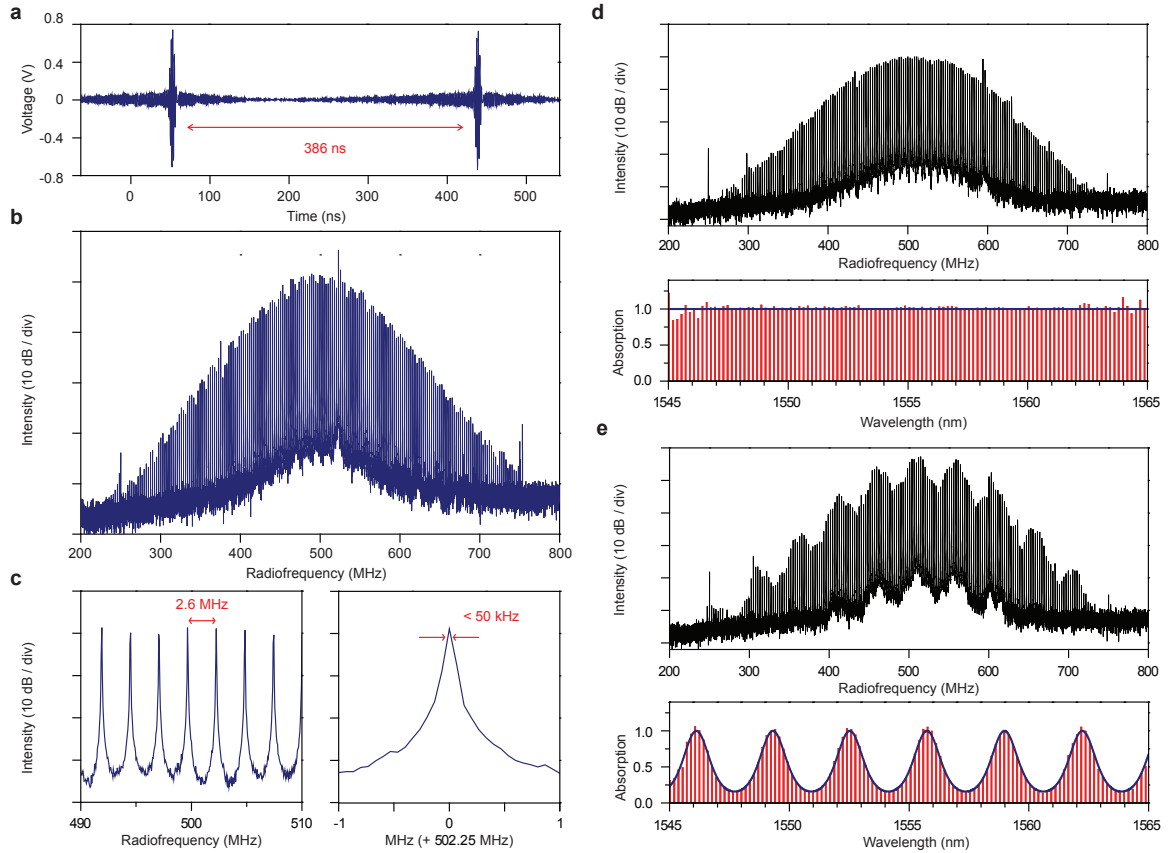 a
0.8
0.4
0
-0.4
-0.8
Voltage (V)
386 ns
0 100 200 300 400 500
Time (ns)
b
Intensity (10 dB / div)
200 300 400 500 600 700 800
Radiofrequency (MHz)
c
Intensity (10 dB / div)
2.6 MHz
490 500 510
Radiofrequency (MHz)
< 50 kHz
-1 0 1
MHz (+ 502.25 MHz)
d
Intensity (10 dB / div)
200 300 400 500 600 700 800
Radiofrequency (MHz)
Absorption
1.0
0.5
0.0
1545 1550 1555 1560 1565
Wavelength (nm)
e
Intensity (10 dB / div)
200 300 400 500 600 700 800
Radiofrequency (MHz)
Absorption
1.0
0.5
0.0
1545 1550 1555 1560 1565
Wavelength (nm)